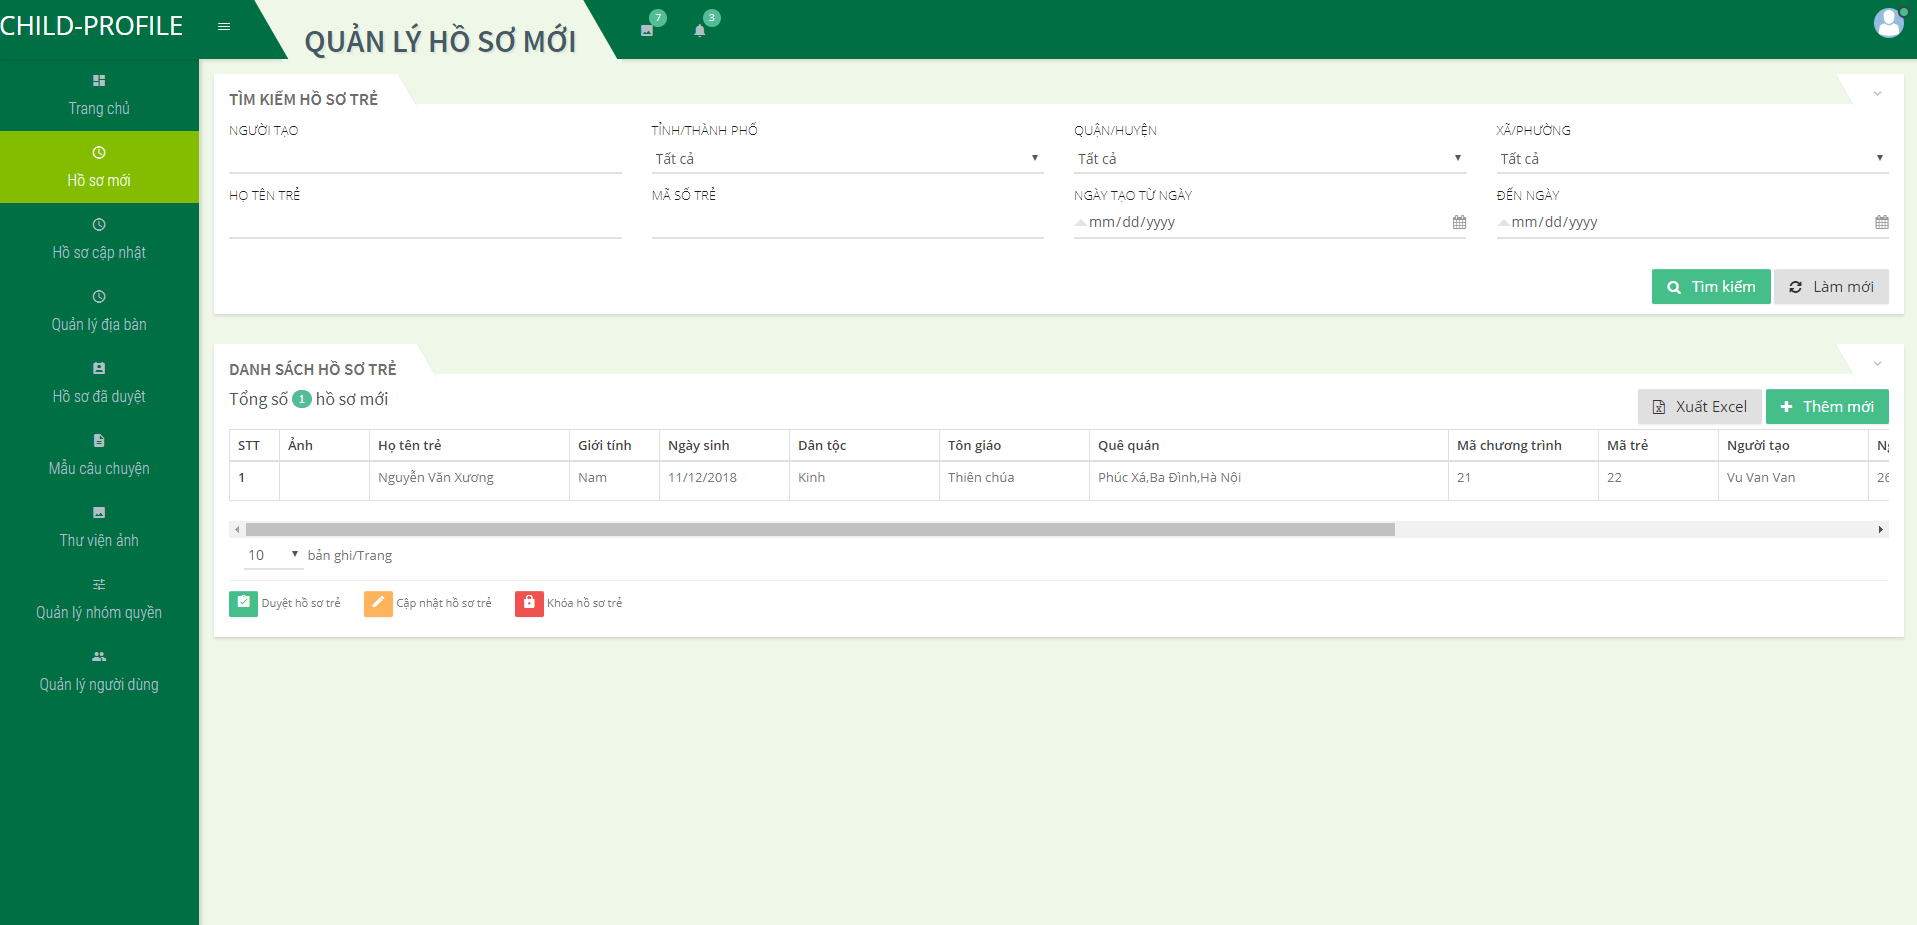 CHILD-PROFILE
QUẢN LÝ HỒ SƠ MỚI
7
3
Trang chủ
Hồ sơ mới
Hồ sơ cập nhật
Quản lý địa bàn
Hồ sơ đã duyệt
Mẫu câu chuyện
Thư viện ảnh
Quản lý nhóm quyền
Quản lý người dùng
TÌM KIẾM HỒ SƠ TRẺ
NGƯỜI TẠO TỈNH/THÀNH PHỐ QUẬN/HUYỆN XÃ/PHƯỜNG
Tất cả Tất cả Tất cả
HỌ TÊN TRẺ MÃ SỐ TRẺ NGÀY TẠO TỪ NGÀY ĐẾN NGÀY
mm/dd/yyyy mm/dd/yyyy
Tìm kiếm Làm mới
DANH SÁCH HỒ SƠ TRẺ
Tổng số 1 hồ sơ mới
Xuất Excel Thêm mới
STT Ảnh Họ tên trẻ Giới tính Ngày sinh Dân tộc Tôn giáo Quê quán Mã chương trình Mã trẻ Người tạo
1 Nguyễn Văn Xương Nam 11/12/2018 Kinh Thiên chúa Phúc Xá,Ba Đình,Hà Nội 21 22 Vu Van Van 26
10 bản ghi/Trang
Duyệt hồ sơ trẻ Cập nhật hồ sơ trẻ Khóa hồ sơ trẻ